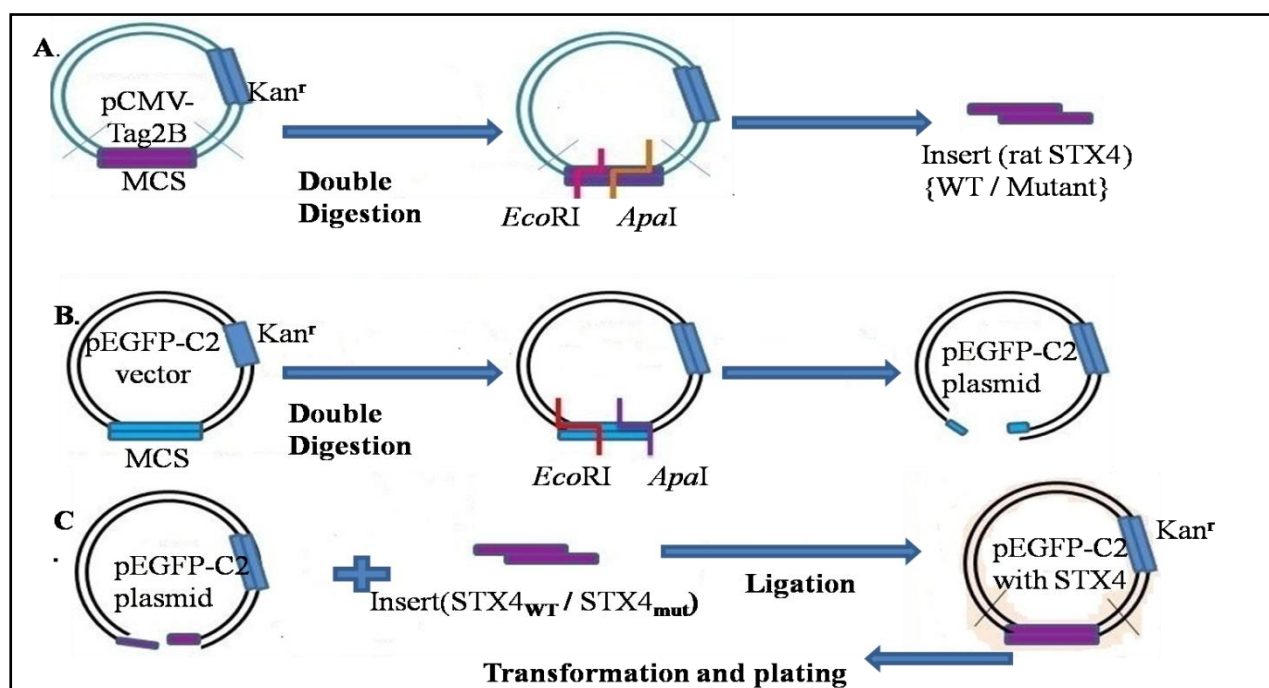 A.
pCMV-
Tag2B
Kanʳ
MCS
Double
Digestion
EcoRI ApaI
Insert (rat STX4)
{WT / Mutant}
B.
pEGFP-C2
vector
Kanʳ
MCS
Double
Digestion
EcoRI ApaI
pEGFP-C2
plasmid
C
.
pEGFP-C2
plasmid
Insert(STX4WT / STX4mut)
Ligation
pEGFP-C2
with STX4
Kanʳ
Transformation and plating